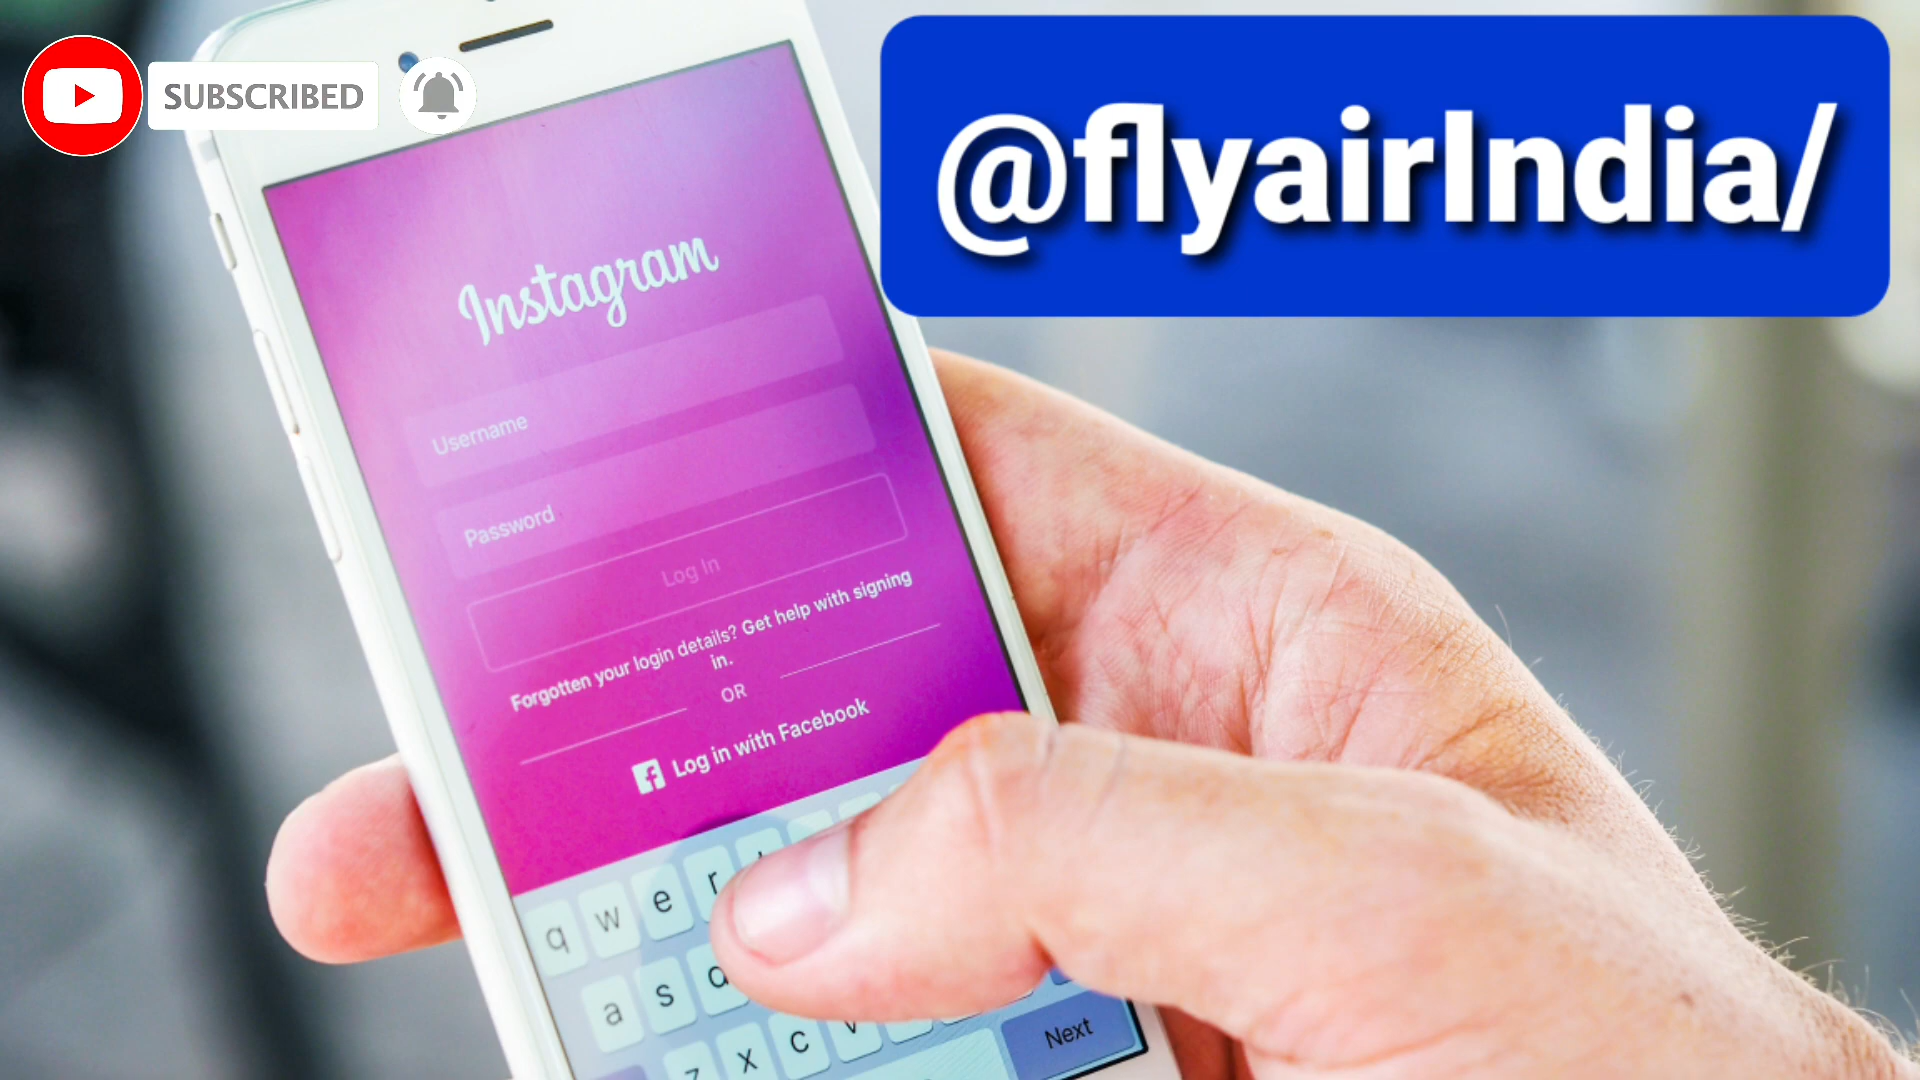 SUBSCRIBED
@flyairIndia/
Instagram
Username
Password
Log In
Forgotten your login details? Get help with signing
in.
OR
f Log in with Facebook
q w e r
a s d
z x c v
Next